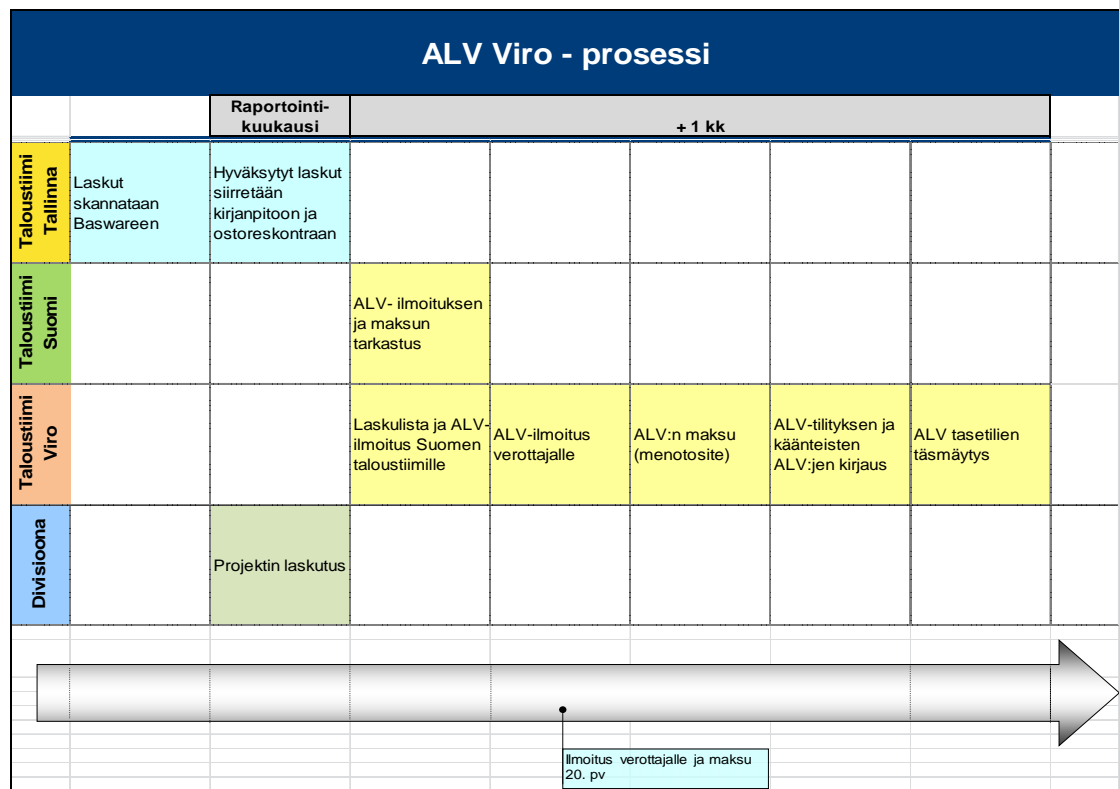 ALV Viro - prosessi
Raportointi-
kuukausi
+ 1 kk
Taloustiimi
Tallinna
Laskut
skannataan
Baswareen
Hyväksytyt laskut
siirretään
kirjanpitoon ja
ostoreskontraan
Taloustiimi
Suomi
ALV- ilmoituksen
ja maksun
tarkastus
Taloustiimi
Viro
Laskulista ja ALV-
ilmoitus Suomen
taloustiimille
ALV-ilmoitus
verottajalle
ALV:n maksu
(menotosite)
ALV-tilityksen ja
käänteisten
ALV:jen kirjaus
ALV tasetilien
täsmäytys
Divisioona
Projektin laskutus
Ilmoitus verottajalle ja maksu
20. pv